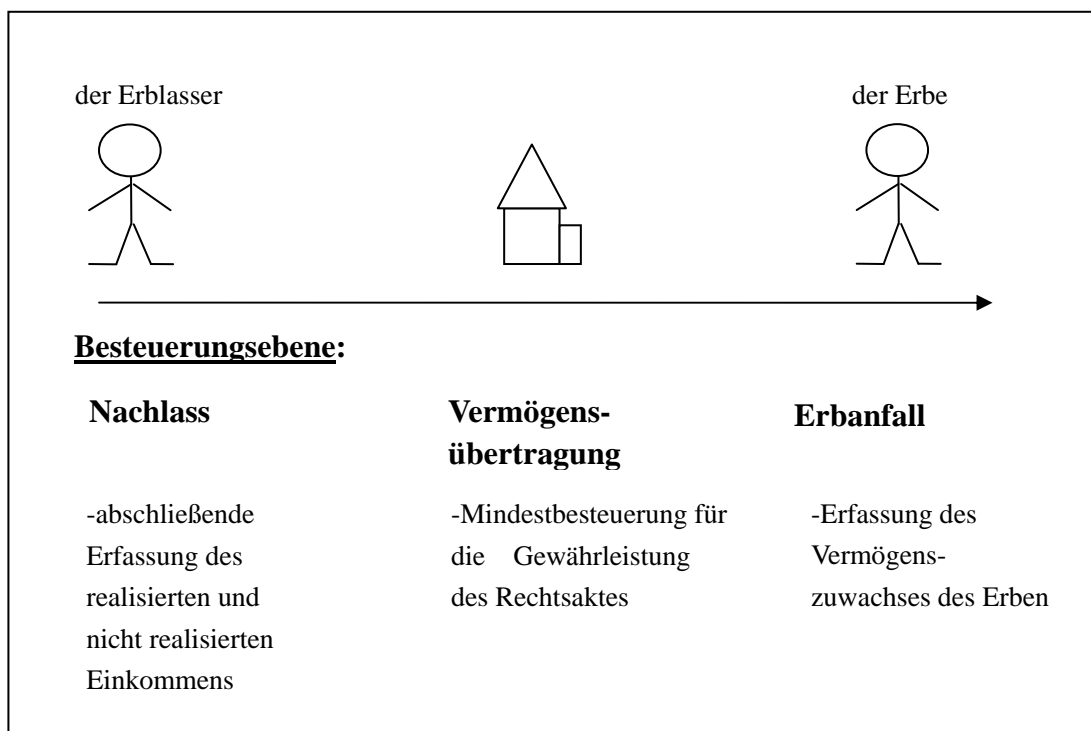 der Erblasser
der Erbe
Besteuerungsebene:
Nachlass
Vermögens-
übertragung
Erbanfall
-abschließende
Erfassung des
realisierten und
nicht realisierten
Einkommens
-Mindestbesteuerung für
die Gewährleistung
des Rechtsaktes
-Erfassung des
Vermögens-
zuwachses des Erben